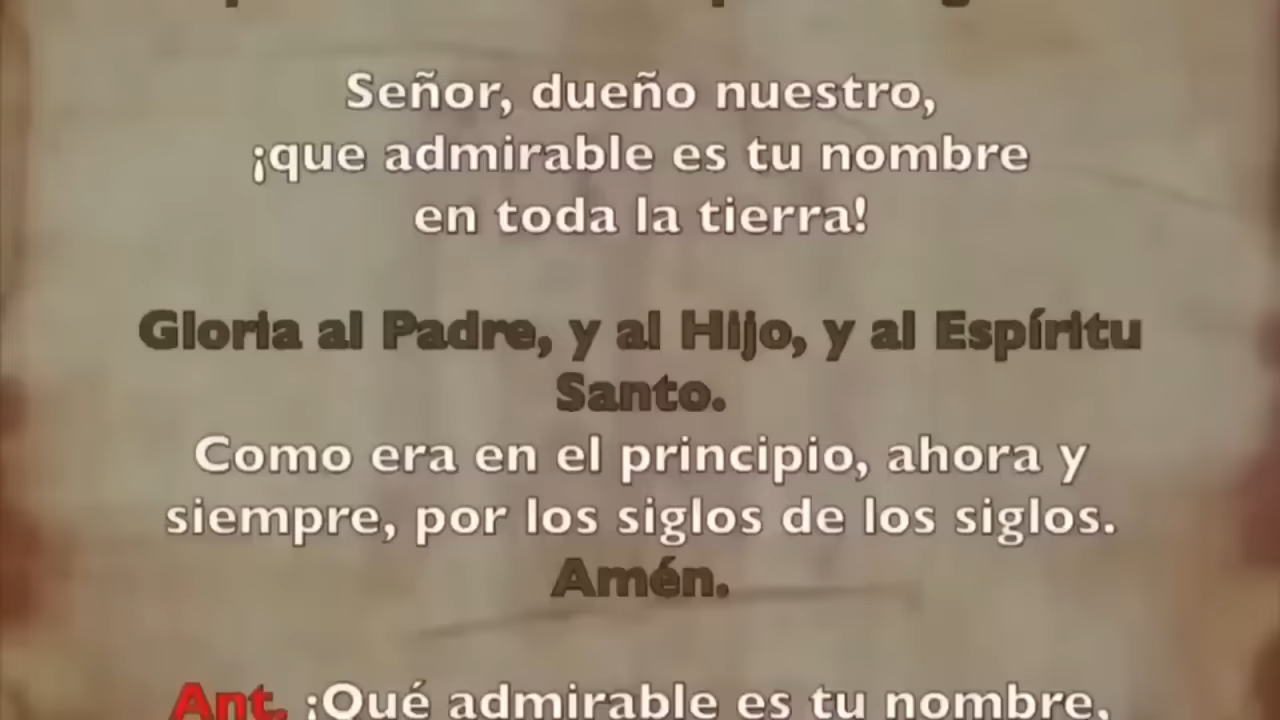 Señor, dueño nuestro,
¡que admirable es tu nombre
en toda la tierra!
Gloria al Padre, y al Hijo, y al Espíritu
Santo.
Como era en el principio, ahora y
siempre, por los siglos de los siglos.
Amén.
Ant. ¡Qué admirable es tu nombre,